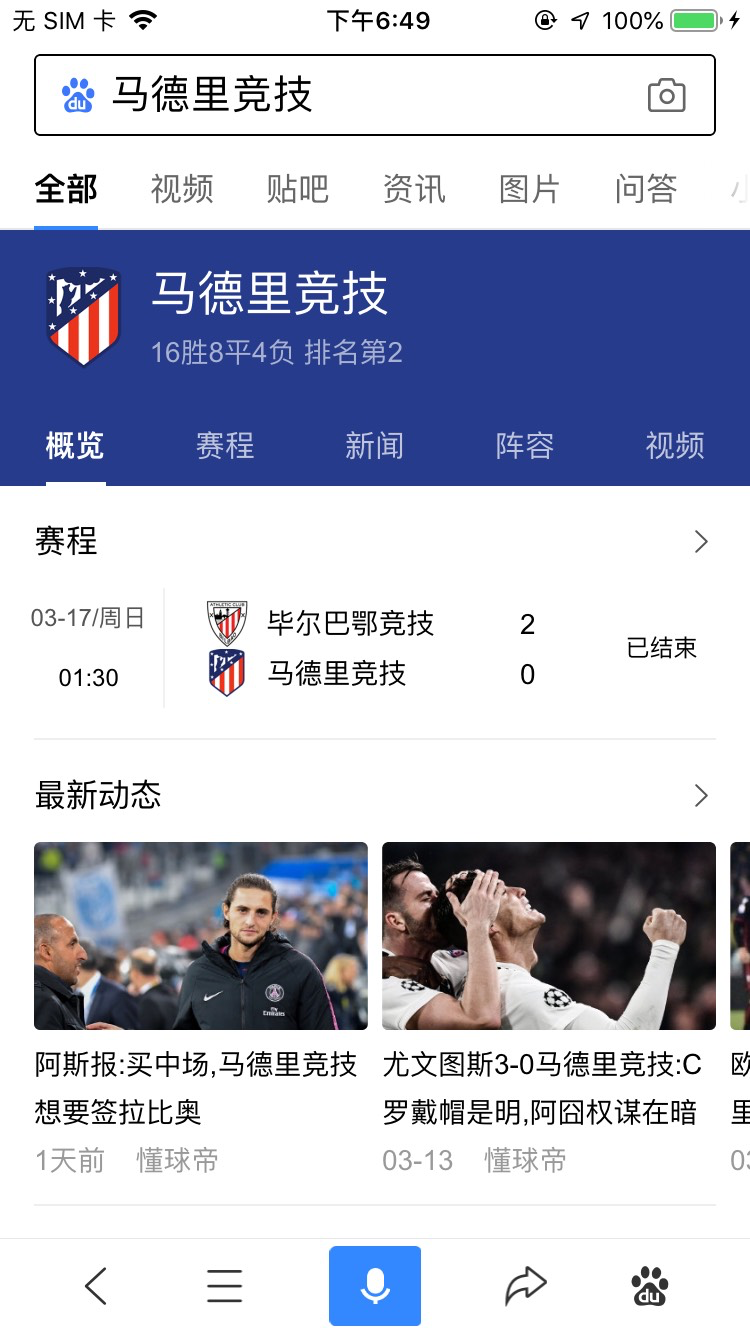 无 SIM 卡 下午6:49 100%
du 马德里竞技
全部 视频 贴吧 资讯 图片 问答
马德里竞技
16胜8平4负 排名第2
概览 赛程 新闻 阵容 视频
赛程
03-17/周日
01:30
毕尔巴鄂竞技 2
马德里竞技 0
已结束
最新动态
阿斯报:买中场,马德里竞技
想要签拉比奥
1天前 懂球帝
尤文图斯3-0马德里竞技:C
罗戴帽是明,阿囧权谋在暗
03-13 懂球帝
欧
里
03
du